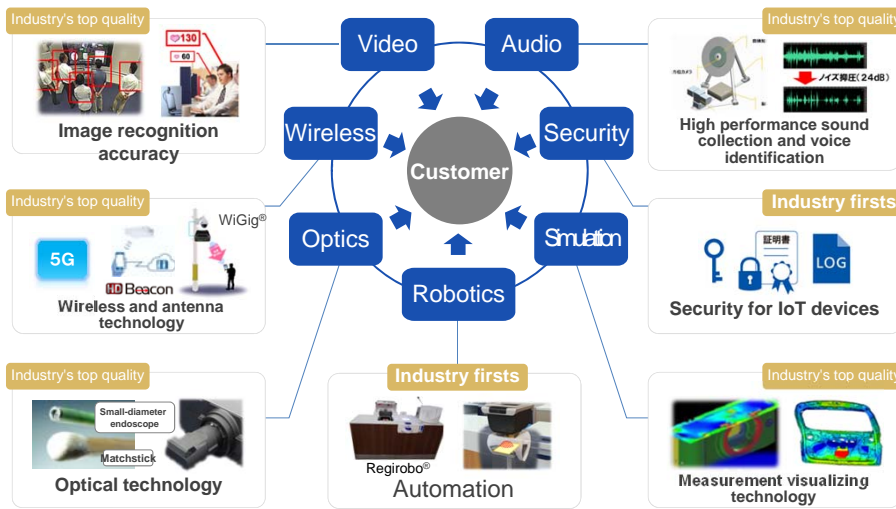 Industry's top quality
130
60
Image recognition
accuracy
Video
Audio
Wireless
Security
Customer
Optics
Simulation
Robotics
Industry's top quality
ノイズ抑圧(24dB)
High performance sound
collection and voice
identification
Industry's top quality
WiGig®
5G
HD Beacon
Wireless and antenna
technology
Industry firsts
証明書
LOG
Security for IoT devices
Industry's top quality
Small-diameter
endoscope
Matchstick
Optical technology
Industry firsts
Regirobo®
Automation
Industry's top quality
Measurement visualizing
technology